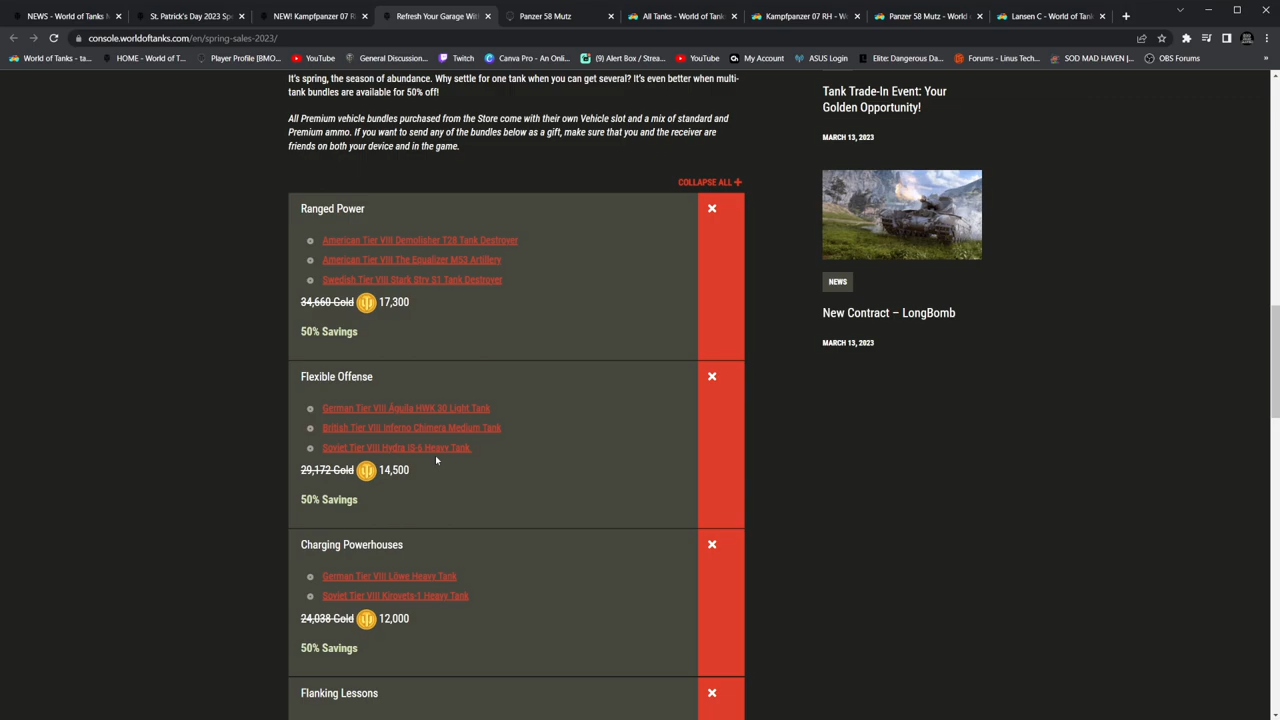 NEWS - World of Tanks M
St. Patrick's Day 2023 Spe
NEW! Kampfpanzer 07 R
Refresh Your Garage With
Panzer 58 Mutz
All Tanks - World of Tank
Kampfpanzer 07 RH - Wo
Panzer 58 Mutz - World O
Lansen C - World of Tank
console.worldoftanks.com/en/spring-sales-2023/
World of Tanks - ta...
HOME - World of T...
Player Profile [BMO...
YouTube
General Discussion...
Twitch
Canva Pro - An Onli...
Alert Box / Strea...
YouTube
My Account
ASUS Login
Elite: Dangerous Da...
Forums - Linus Tech...
SOD MAD HAVEN |...
OBS Forums
It's spring, the season of abundance. Why settle for one tank when you can get several? It's even better when multi-
tank bundles are available for 50% off!
All Premium vehicle bundles purchased from the Store come with their own Vehicle slot and a mix of standard and
Premium ammo. If you want to send any of the bundles below as a gift, make sure that you and the receiver are
friends on both your device and in the game.
COLLAPSE ALL +
Ranged Power
American Tier VIII Demolisher T28 Tank Destroyer
American Tier VIII The Equalizer M53 Artillery
Swedish Tier VIII Stark Strv S1 Tank Destroyer
34,660 Gold 17,300
50% Savings
Flexible Offense
German Tier VIII Águila HWK 30 Light Tank
British Tier VIII Inferno Chimera Medium Tank
Soviet Tier VIII Hydra IS-6 Heavy Tank
29,172 Gold 14,500
50% Savings
Charging Powerhouses
German Tier VIII Löwe Heavy Tank
Soviet Tier VIII Kirovets-1 Heavy Tank
24,038 Gold 12,000
50% Savings
Flanking Lessons
Tank Trade-In Event: Your
Golden Opportunity!
MARCH 13, 2023
NEWS
New Contract – LongBomb
MARCH 13, 2023